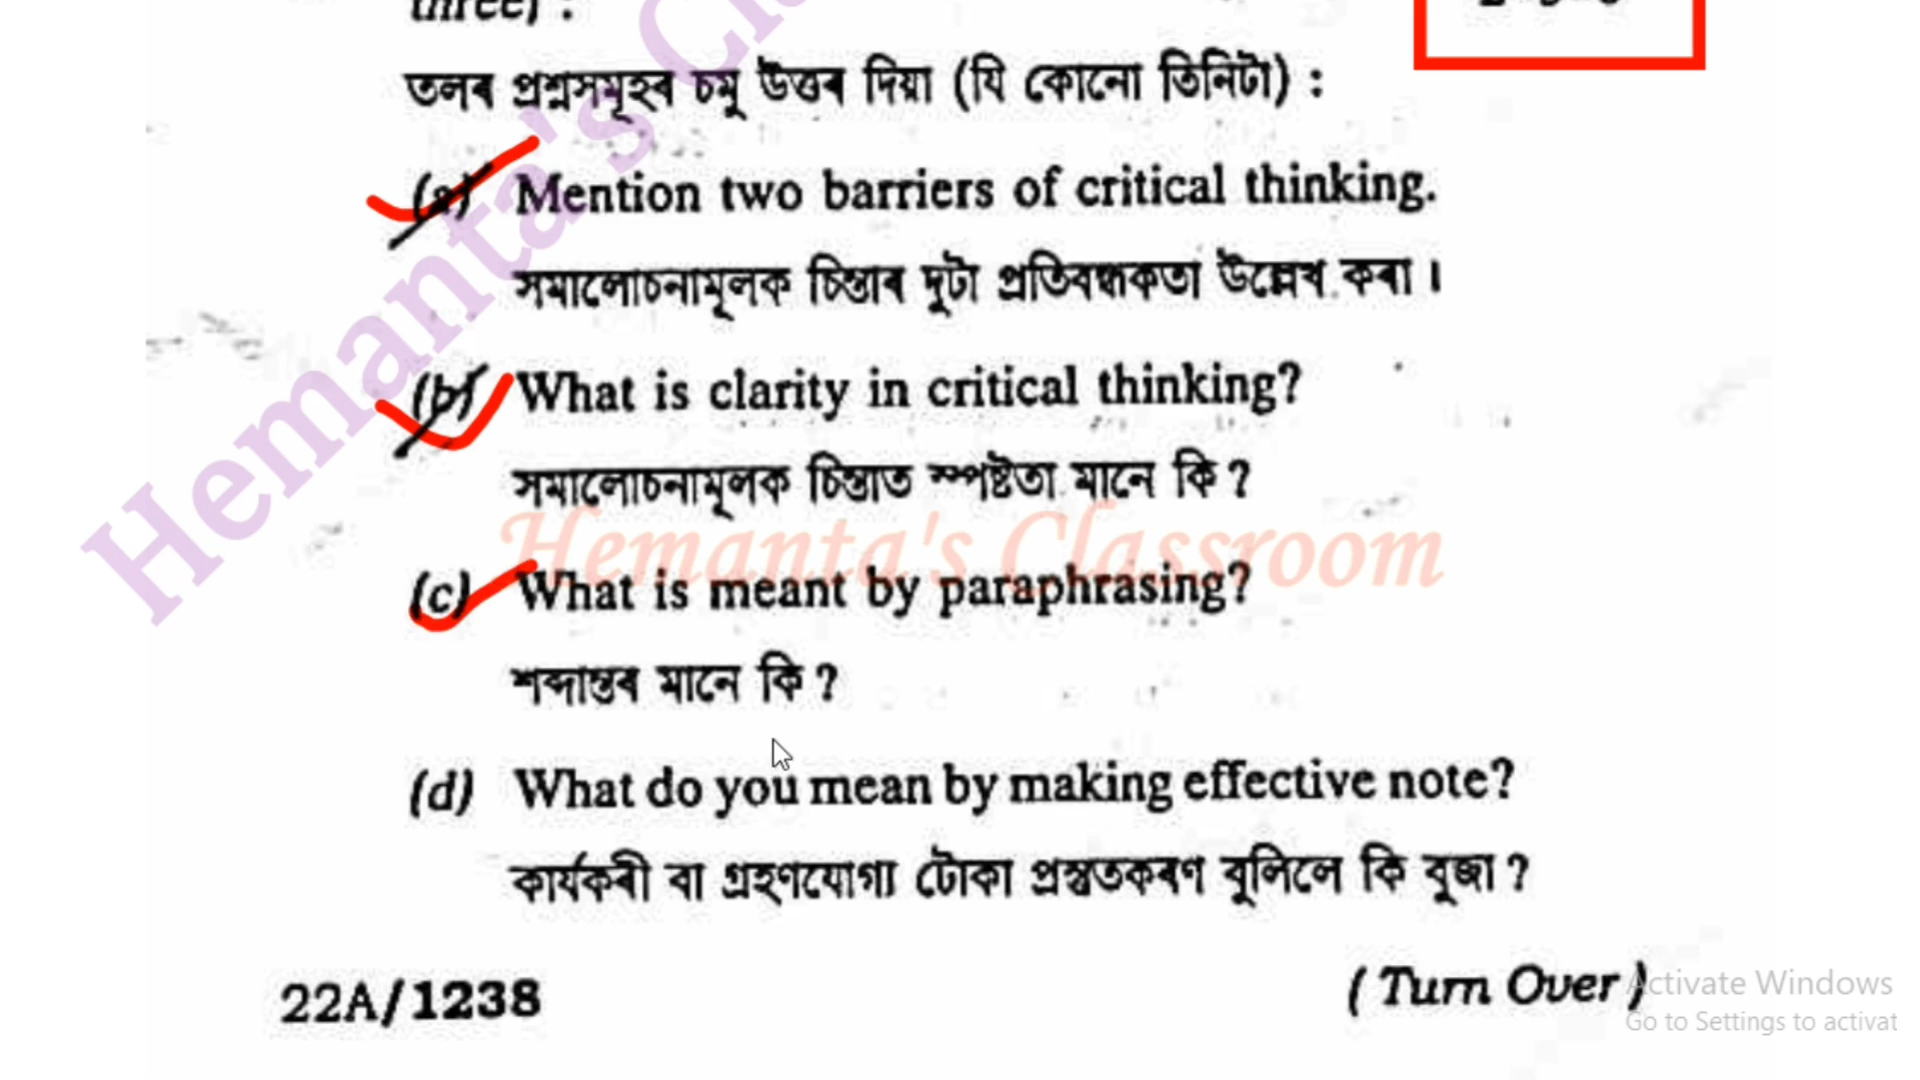 three) :
তলৰ প্ৰশ্নসমূহৰ চমু উত্তৰ দিয়া (যি কোনো তিনিটা) :
(a) Mention two barriers of critical thinking.
সমালোচনামূলক চিন্তাৰ দুটা প্ৰতিবন্ধকতা উল্লেখ কৰা ।
(b) What is clarity in critical thinking?
সমালোচনামূলক চিন্তাত স্পষ্টতা মানে কি ?
Hemanta's Classroom
(c) What is meant by paraphrasing?
শব্দান্তৰ মানে কি ?
(d) What do you mean by making effective note?
কাৰ্যকৰী বা গ্ৰহণযোগ্য টোকা প্ৰস্তুতকৰণ বুলিলে কি বুজা ?
22A/1238
( Turn Over )
Activate Windows
Go to Settings to activat
Hemanta's Cla